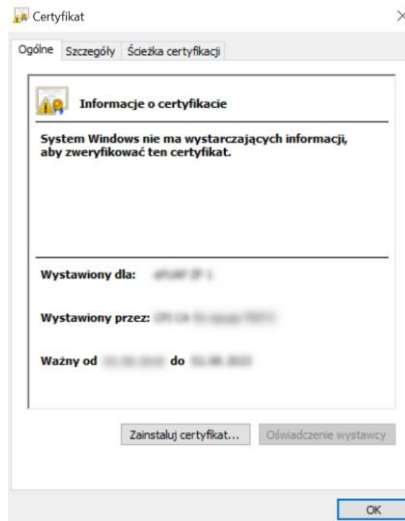 Certyfikat
Ogólne Szczegóły Ścieżka certyfikacji
Informacje o certyfikacie
System Windows nie ma wystarczających informacji,
aby zweryfikować ten certyfikat.
Wystawiony dla:
Wystawiony przez:
Ważny od do
Zainstaluj certyfikat... Oświadczenie wystawcy
OK